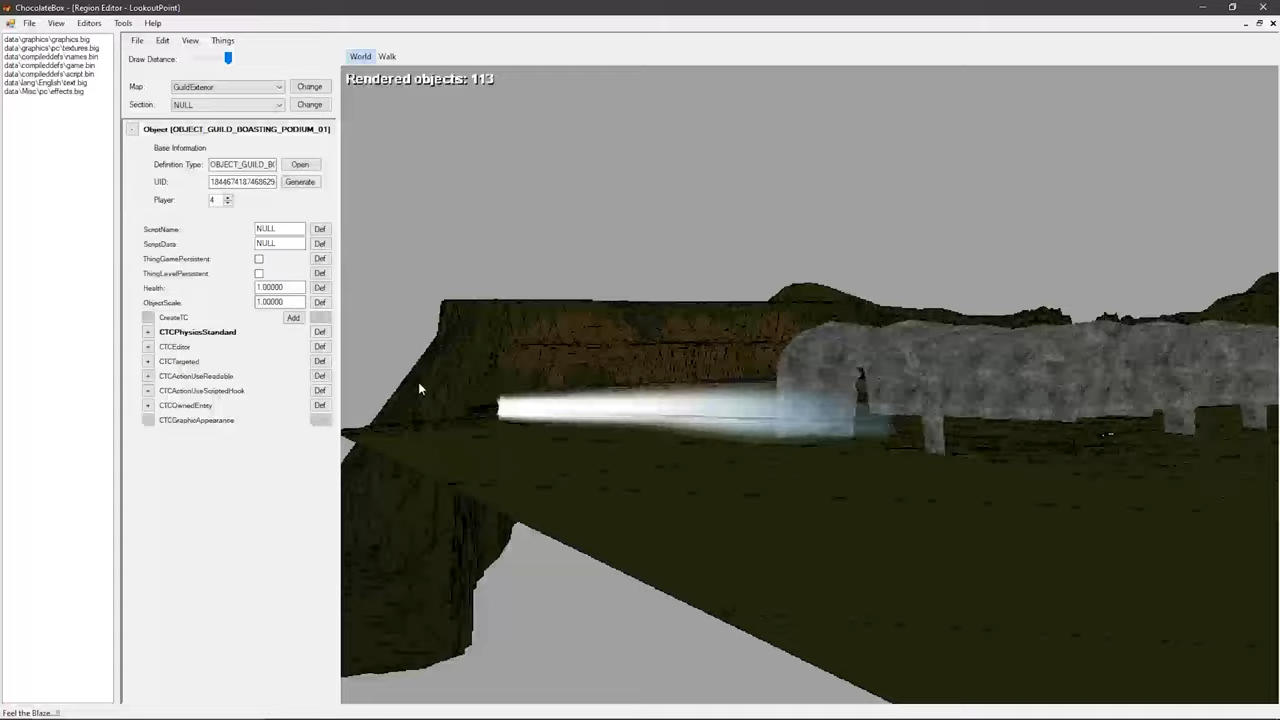 ChocolateBox - [Region Editor - LookoutPoint]
File View Editors Tools Help
data\graphics\graphics.big
data\graphics\pc\textures.big
data\compileddefs\names.bin
data\compileddefs\game.bin
data\compileddefs\script.bin
data\lang\English\text.big
data\Misc\pc\effects.big
File Edit View Things
Draw Distance:
Map: GuildExterior Change
Section: NULL Change
World Walk
Rendered objects: 113
- Object [OBJECT_GUILD_BOASTING_PODIUM_01]
Base Information
Definition Type: OBJECT_GUILD_B( Open
UID: 1844674187468629 Generate
Player: 4
ScriptName: NULL Def
ScriptData: NULL Def
ThingGamePersistent: Def
ThingLevelPersistent: Def
Health: 1.00000 Def
ObjectScale: 1.00000 Def
CreateTC Add
+ CTCPhysicsStandard Def
+ CTCEditor Def
+ CTCTargeted Def
+ CTCActionUseReadable Def
+ CTCActionUseScriptedHook Def
+ CTCOwnedEntity Def
CTCGraphicAppearance
Feel the Blaze...!!